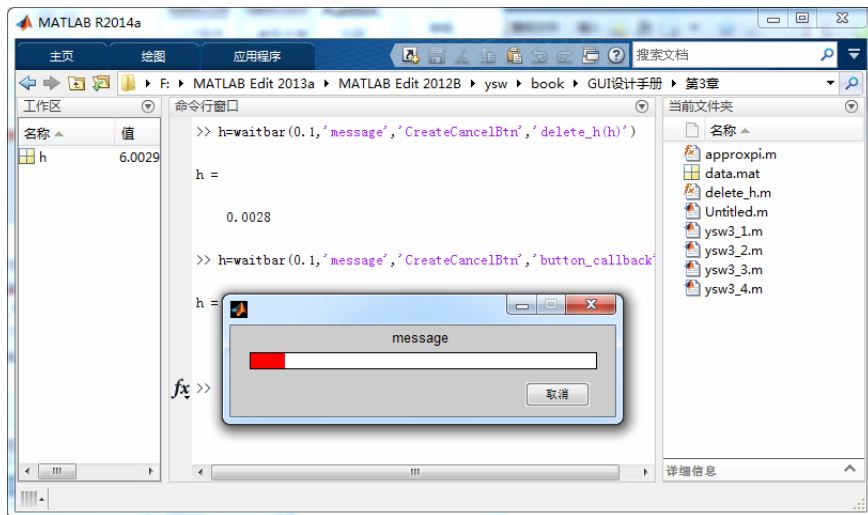 MATLAB R2014a
主页 绘图 应用程序 搜索文档
F: ▸ MATLAB Edit 2013a ▸ MATLAB Edit 2012B ▸ ysw ▸ book ▸ GUI设计手册 ▸ 第3章
工作区
名称 值
h 6.0029
命令行窗口
>> h=waitbar(0.1,'message','CreateCancelBtn','delete_h(h)')
h =
0.0028
>> h=waitbar(0.1,'message','CreateCancelBtn','button_callback'
h =
message
取消
fx >>
当前文件夹
名称
approxpi.m
data.mat
delete_h.m
Untitled.m
ysw3_1.m
ysw3_2.m
ysw3_3.m
ysw3_4.m
详细信息